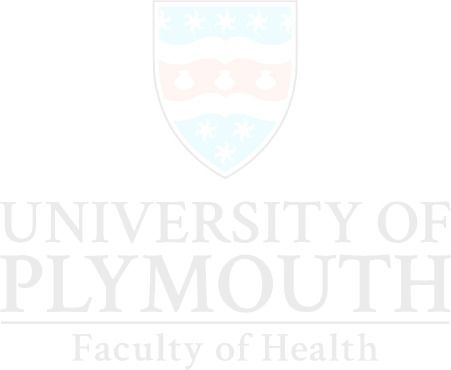 UNIVERSITY OF
PLYMOUTH
Faculty of Health